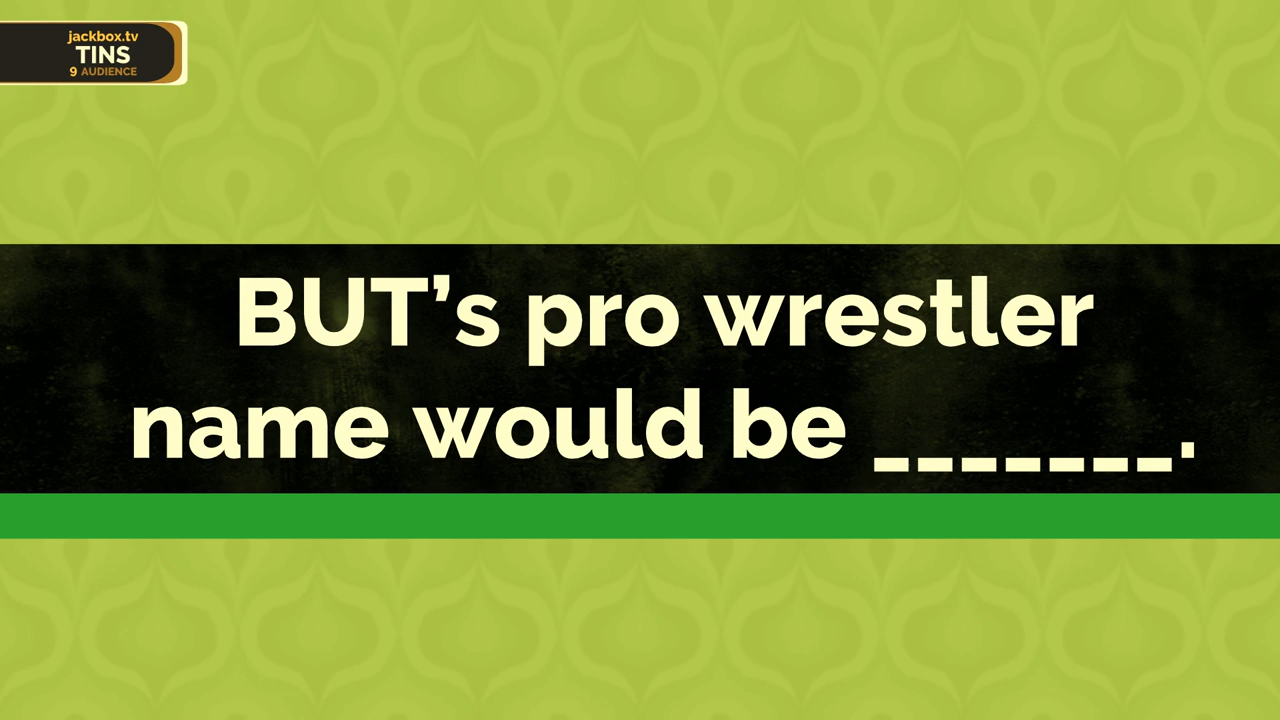 jackbox.tv
TINS
9 AUDIENCE
BUT’s pro wrestler
name would be _______.